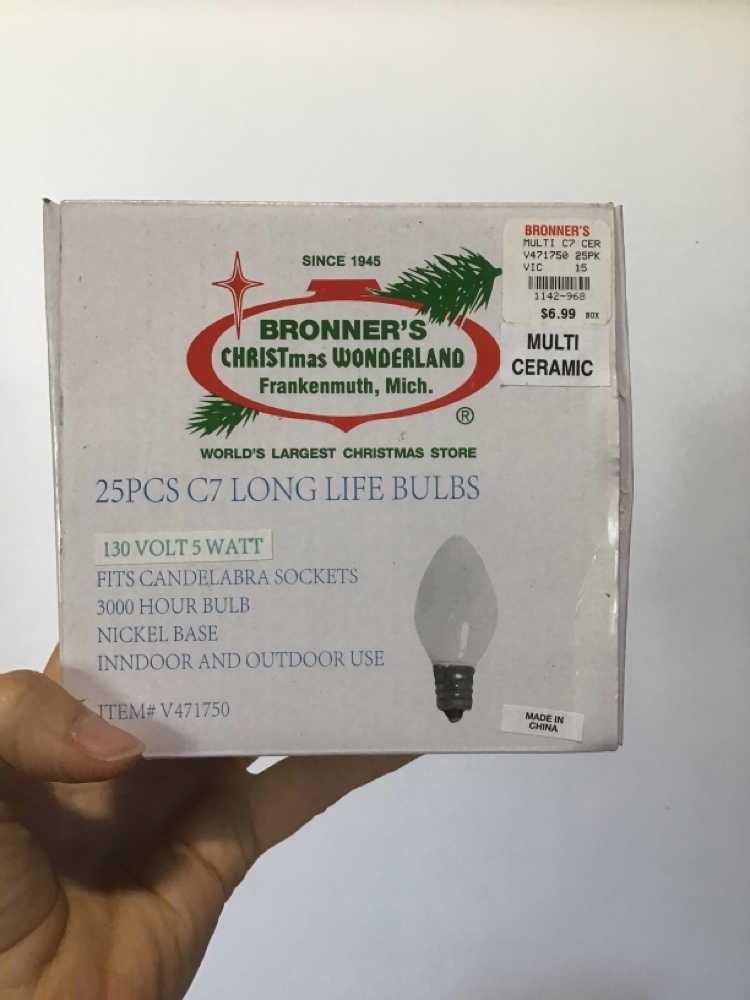 SINCE 1945
BRONNER'S
CHRISTmas WONDERLAND
Frankenmuth, Mich.
®
WORLD'S LARGEST CHRISTMAS STORE
BRONNER'S
MULTI C7 CER
V471750 25PK
VIC 15
1142-968
$6.99 BOX
MULTI
CERAMIC
25PCS C7 LONG LIFE BULBS
130 VOLT 5 WATT
FITS CANDELABRA SOCKETS
3000 HOUR BULB
NICKEL BASE
INNDOOR AND OUTDOOR USE
ITEM# V471750
MADE IN
CHINA